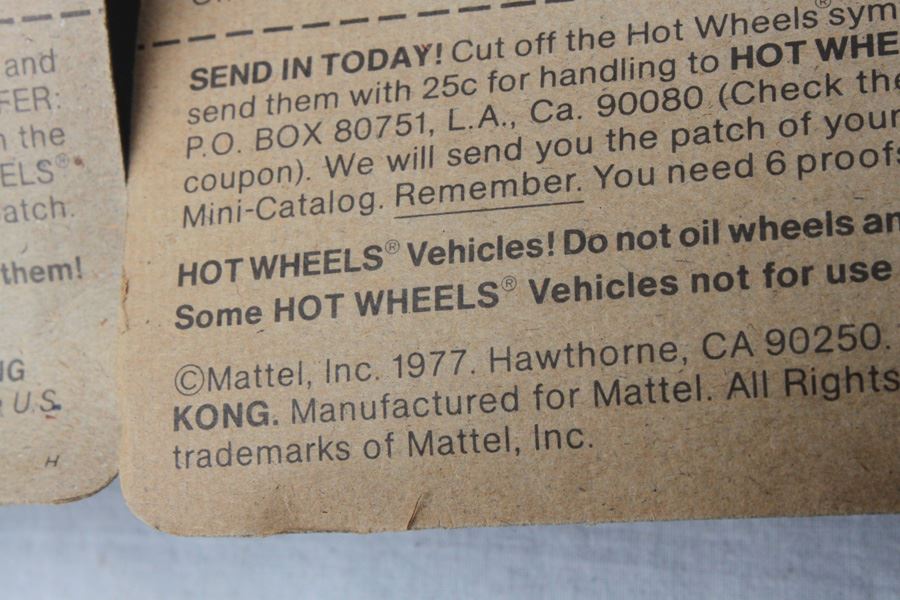 and
FER:
n the
ELS®
atch.
them!
NG
U.S.
H
SEND IN TODAY! Cut off the Hot Wheels® sym
send them with 25c for handling to HOT WHE
P.O. BOX 80751, L.A., Ca. 90080 (Check the
coupon). We will send you the patch of your
Mini-Catalog. Remember. You need 6 proofs
HOT WHEELS® Vehicles! Do not oil wheels an
Some HOT WHEELS® Vehicles not for use
©Mattel, Inc. 1977. Hawthorne, CA 90250.
KONG. Manufactured for Mattel. All Rights
trademarks of Mattel, Inc.